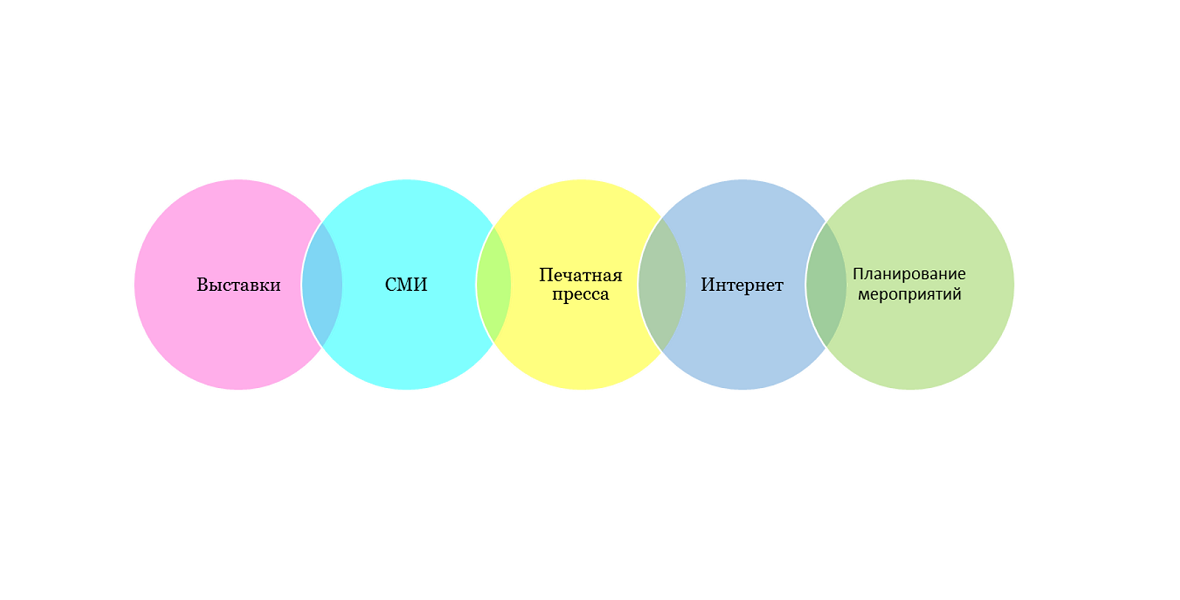 Выставки
СМИ
Печатная
пресса
Интернет
Планирование
мероприятий